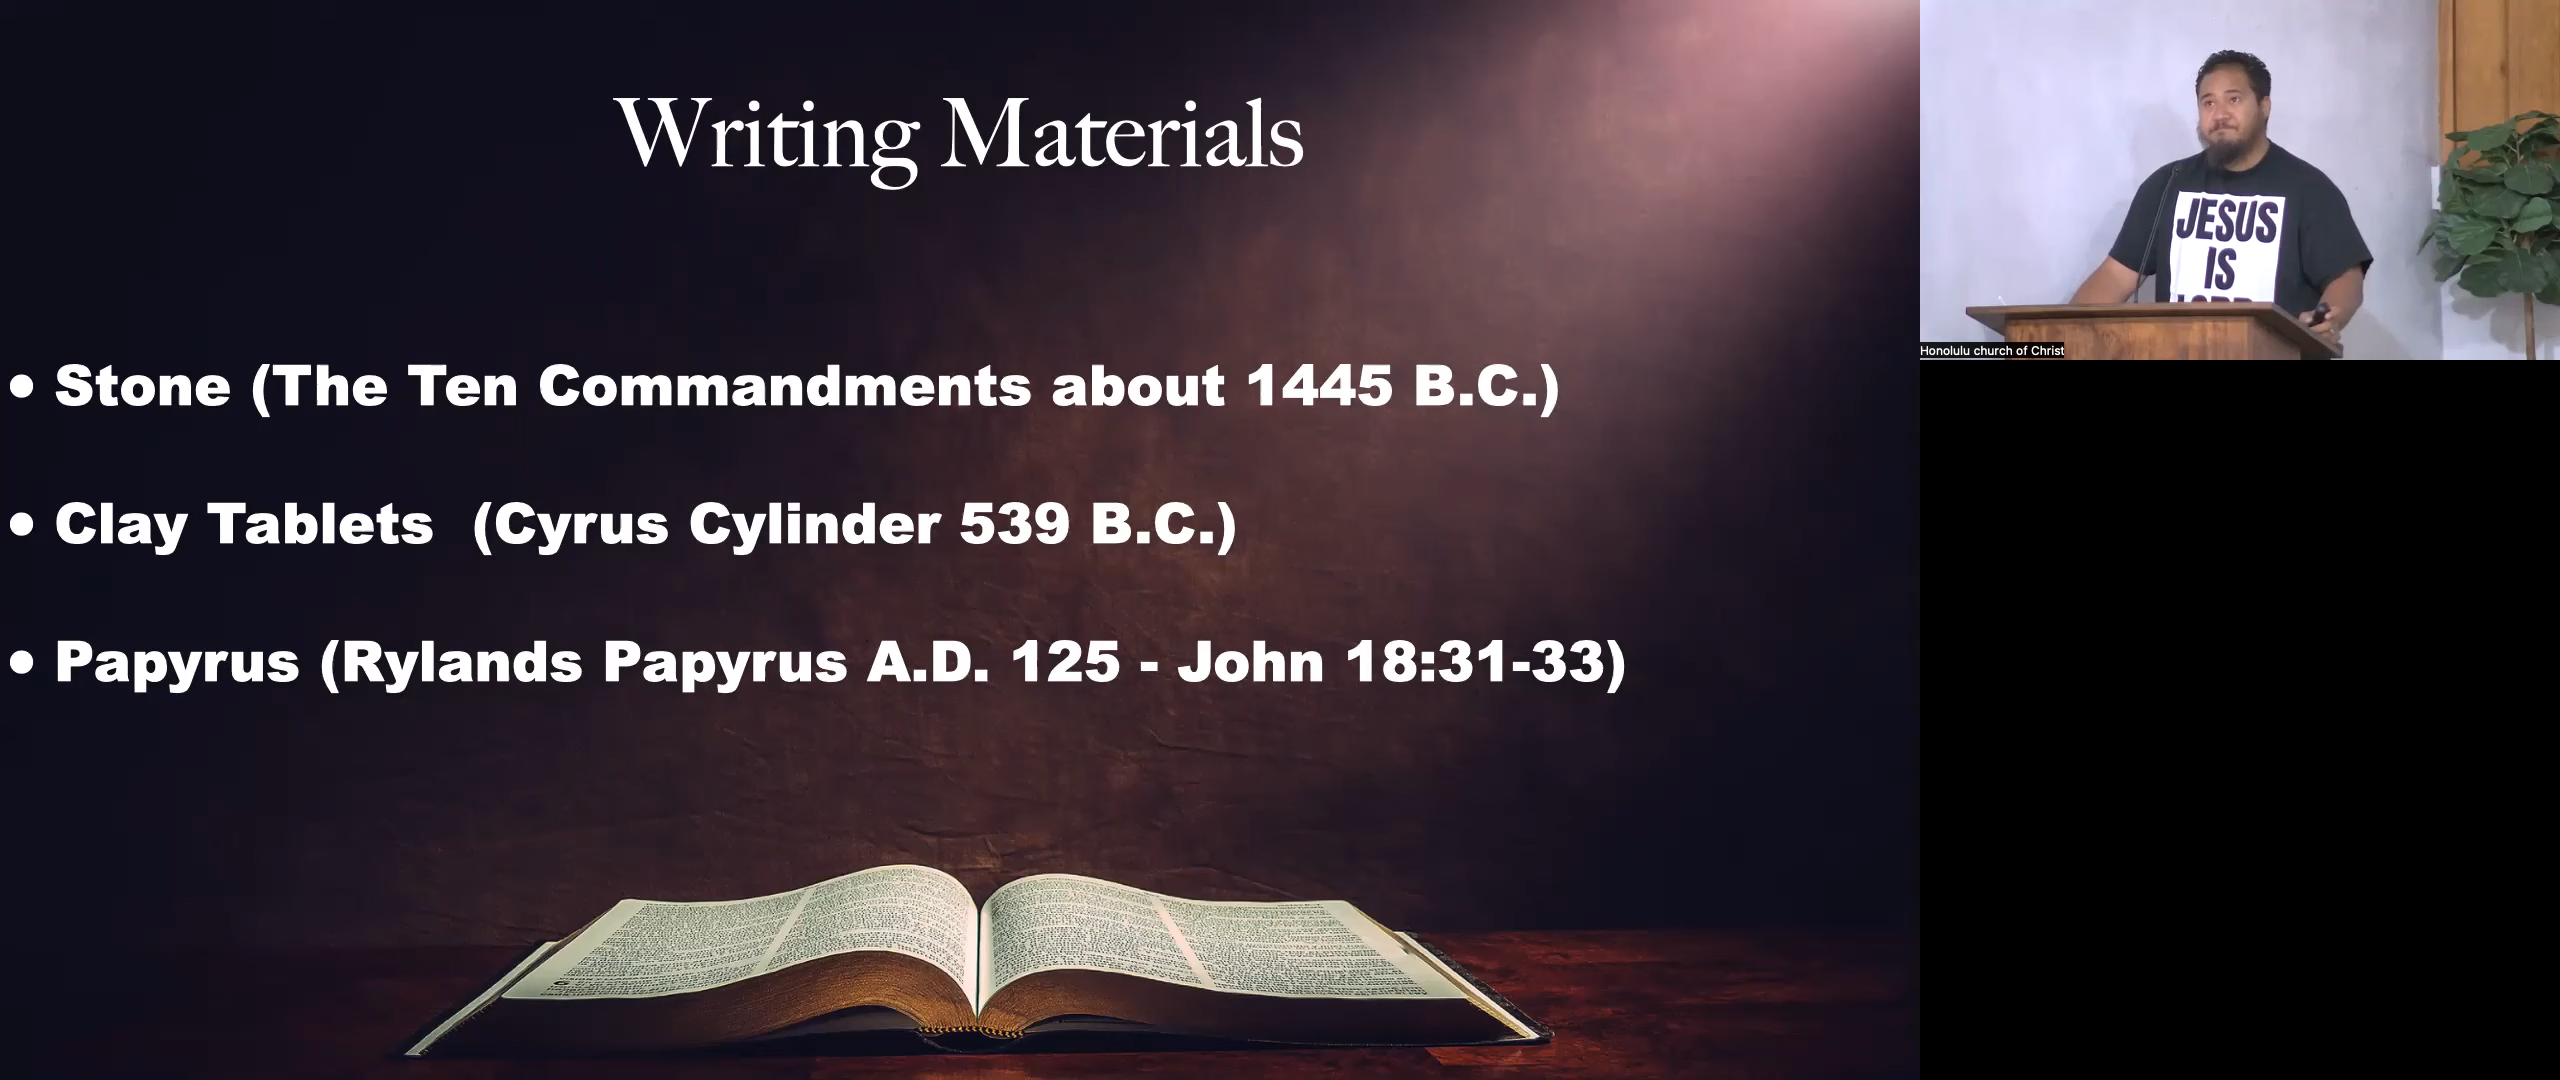 Writing Materials
• Stone (The Ten Commandments about 1445 B.C.)
• Clay Tablets  (Cyrus Cylinder 539 B.C.)
• Papyrus (Rylands Papyrus A.D. 125 - John 18:31-33)
JESUS
IS
LORD
Honolulu church of Christ